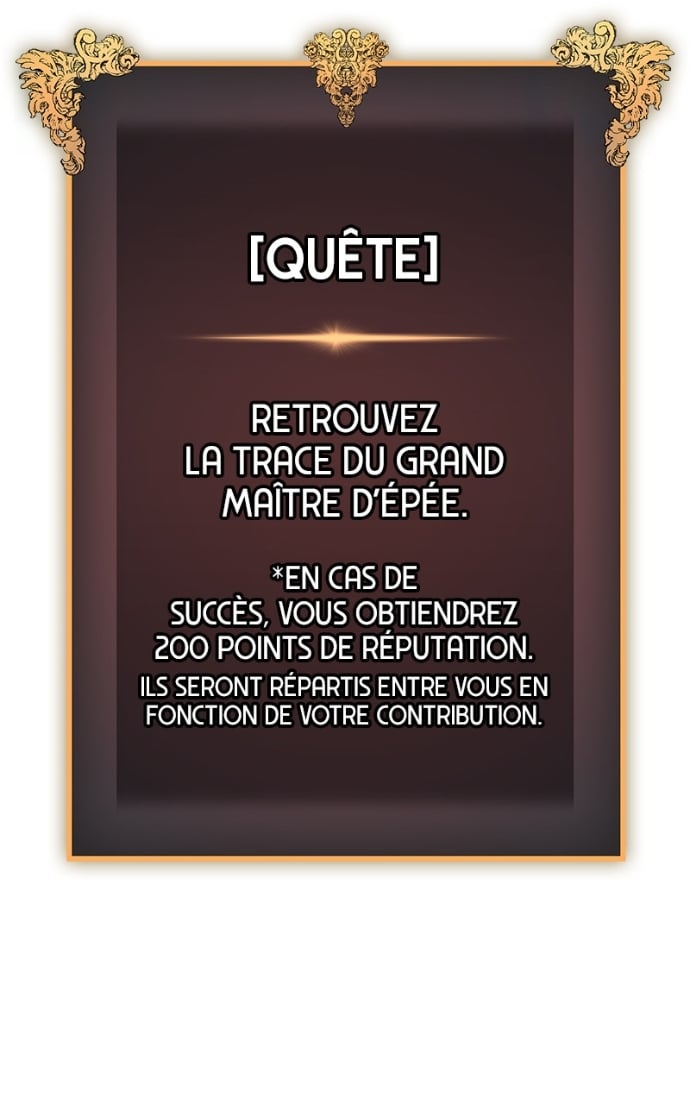 [QUÊTE]
RETROUVEZ
LA TRACE DU GRAND
MAÎTRE D'ÉPÉE.
*EN CAS DE
SUCCÈS, VOUS OBTIENDREZ
200 POINTS DE RÉPUTATION.
ILS SERONT RÉPARTIS ENTRE VOUS EN
FONCTION DE VOTRE CONTRIBUTION.